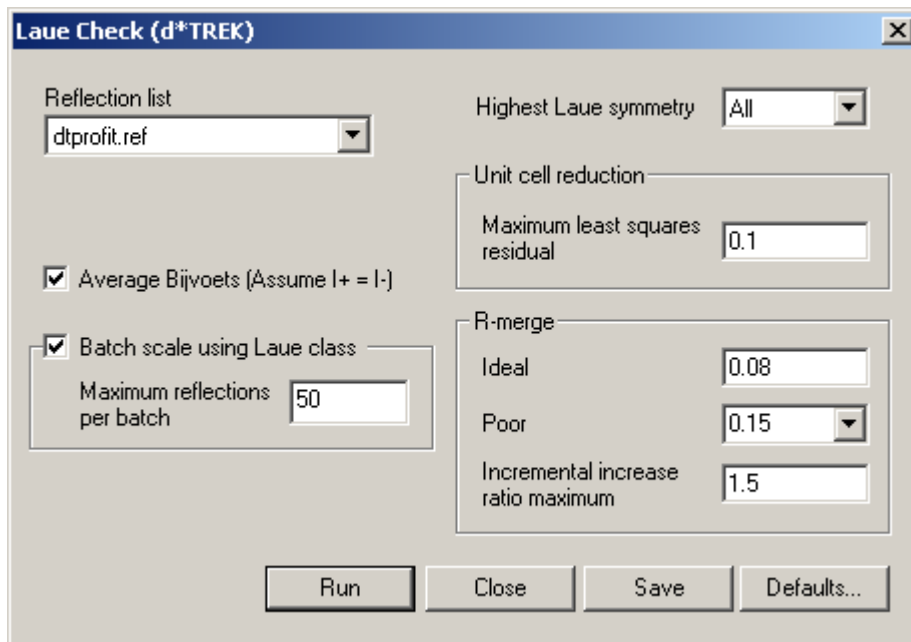 Laue Check (d*TREK)
Reflection list
dtprofit.ref
Average Bijvoets (Assume I+ = I-)
Batch scale using Laue class
Maximum reflections
per batch
50
Highest Laue symmetry
All
Unit cell reduction
Maximum least squares
residual
0.1
R-merge
Ideal
0.08
Poor
0.15
Incremental increase
ratio maximum
1.5
Run
Close
Save
Defaults...